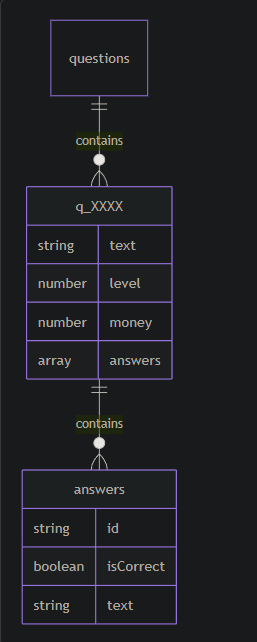 questions
contains
q_XXXX
string text
number level
number money
array answers
contains
answers
string id
boolean isCorrect
string text